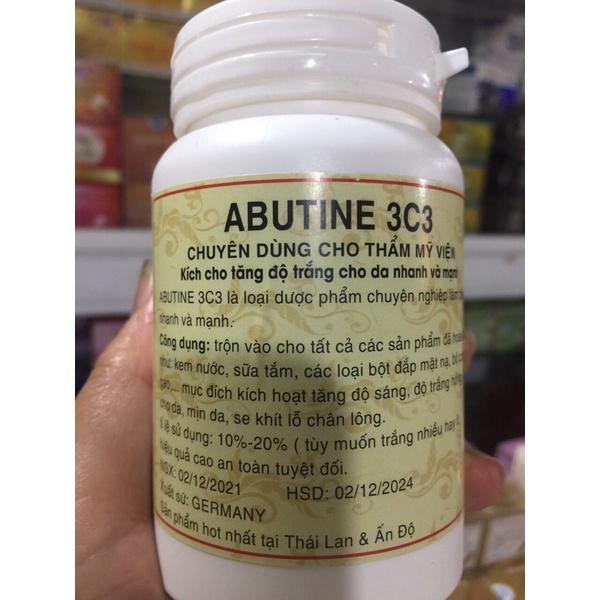 ABUTINE 3C3
CHUYÊN DÙNG CHO THẨM MỸ VIỆN
Kích cho tăng độ trắng cho da nhanh và mạnh
ABUTINE 3C3 là loại dược phẩm chuyên nghiệp làm
nhanh và mạnh.
Công dụng: trộn vào cho tất cả các sản phẩm đã
như: kem nước, sữa tắm, các loại bột đắp mặt nạ, bột
gạo,... mục đích kích hoạt tăng độ sáng, độ trắng hồng
cho da, mịn da, se khít lỗ chân lông.
Tỉ lệ sử dụng: 10%-20% ( tùy muốn trắng nhiều hay
hiệu quả cao an toàn tuyệt đối.
NSX: 02/12/2021 HSD: 02/12/2024
Xuất sứ: GERMANY
Sản phẩm hot nhất tại Thái Lan & Ấn Độ